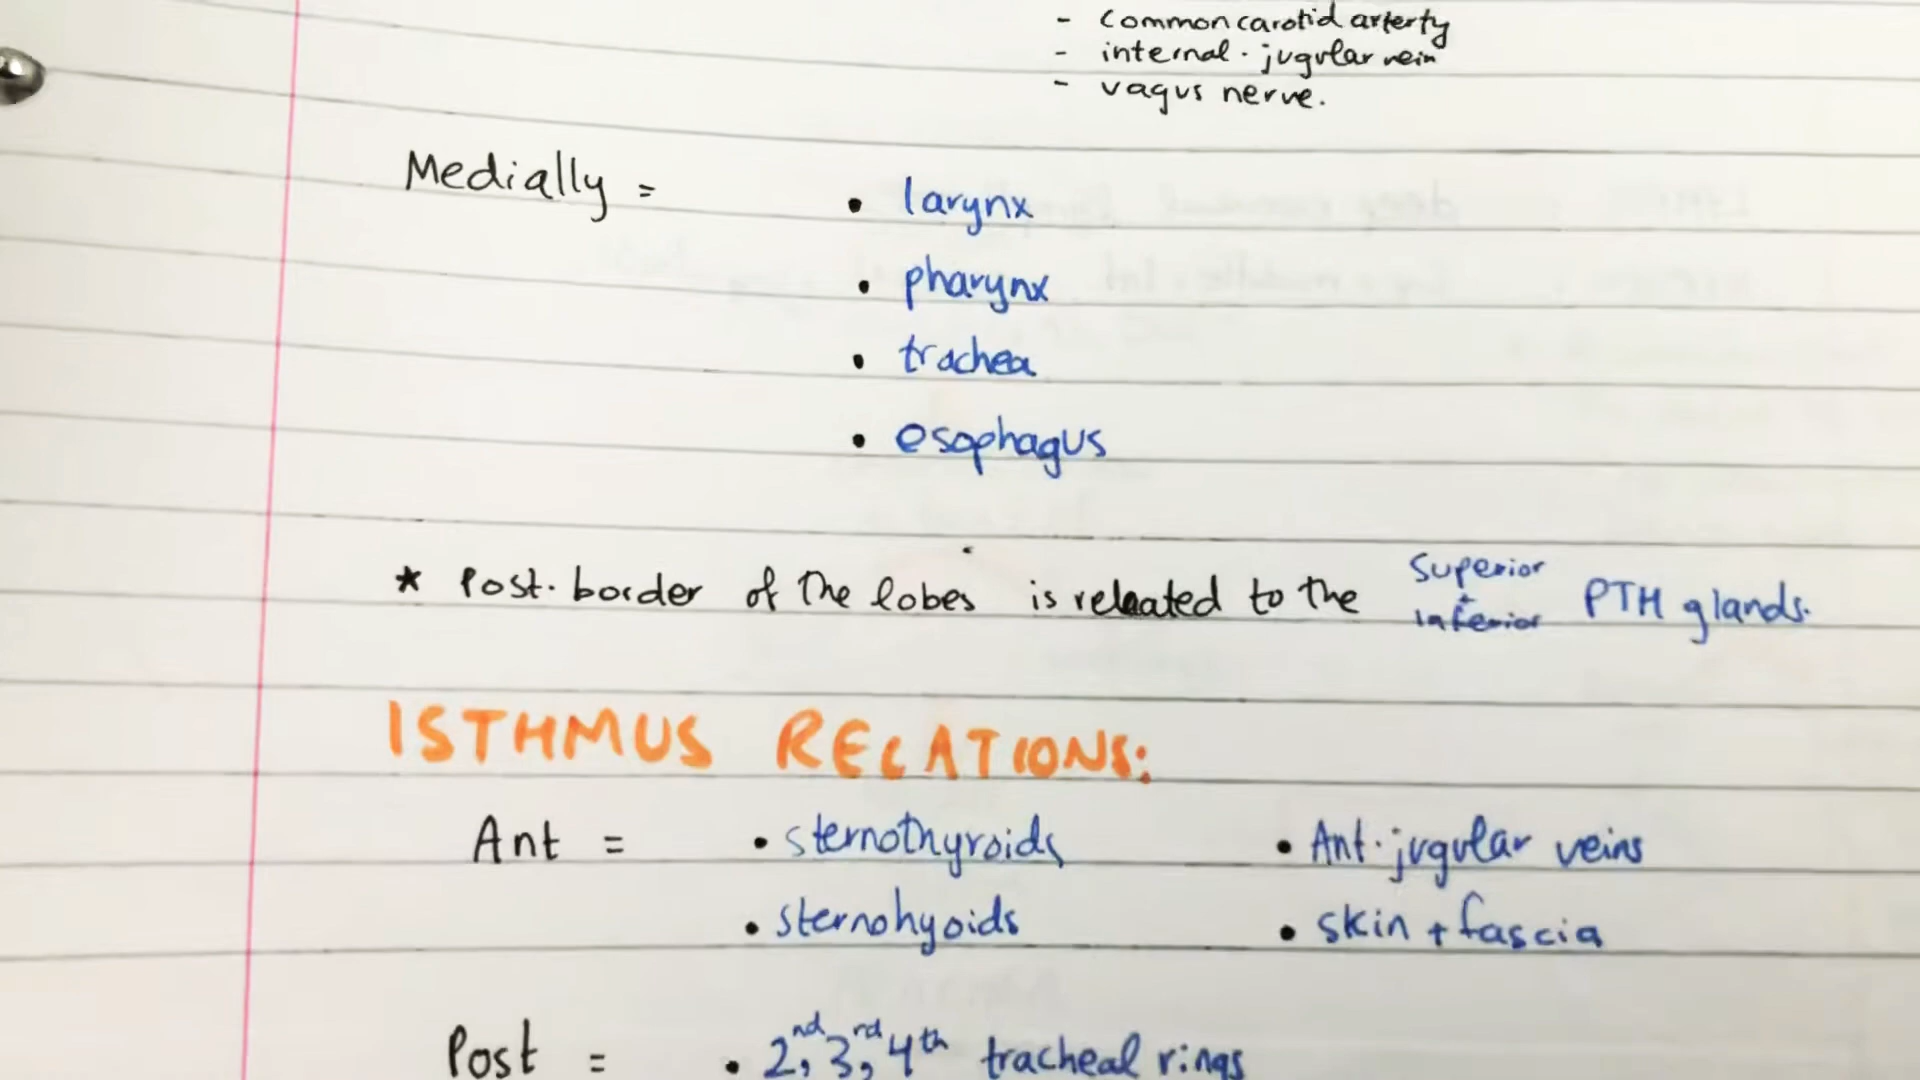 - common carotid arterty
- internal · jugular vein
- vagus nerve.
Medially =
• larynx
• pharynx
• trachea
• esophagus
* Post. border of the lobes is releated to the superior + inferior PTH glands.
ISTHMUS RELATIONS:
Ant = • sternothyroids • Ant. jugular veins
• sternohyoids • skin + fascia
Post = • 2nd, 3rd, 4th tracheal rings